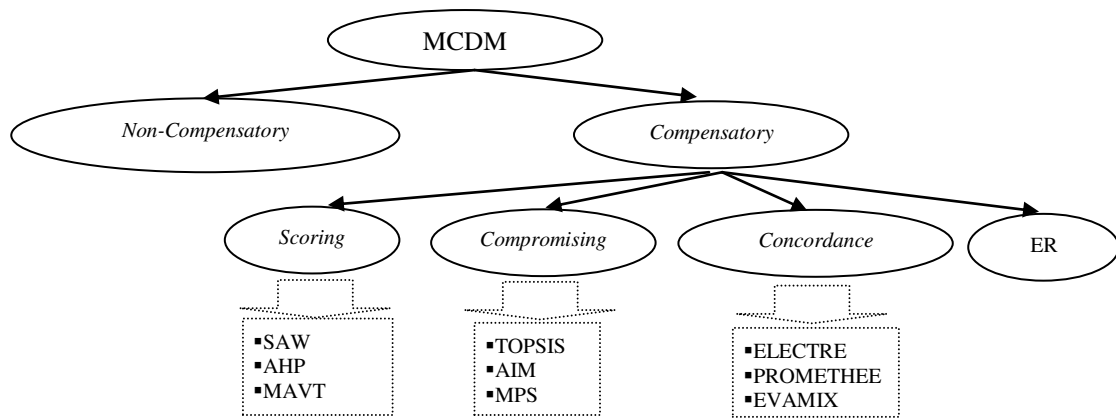 MCDM
Non-Compensatory
Compensatory
Scoring
Compromising
Concordance
ER
▪SAW
▪AHP
▪MAVT
▪TOPSIS
▪AIM
▪MPS
▪ELECTRE
▪PROMETHEE
▪EVAMIX